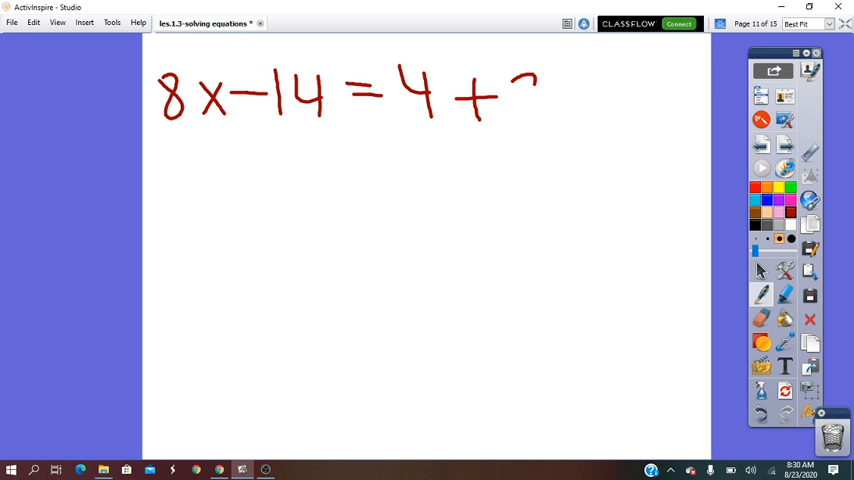 ActivInspire - Studio
File Edit View Insert Tools Help
les.1.3-solving equations *
CLASSFLOW Connect
Page 11 of 15
Best Fit
8x-14=4+
T
8:30 AM
8/23/2020